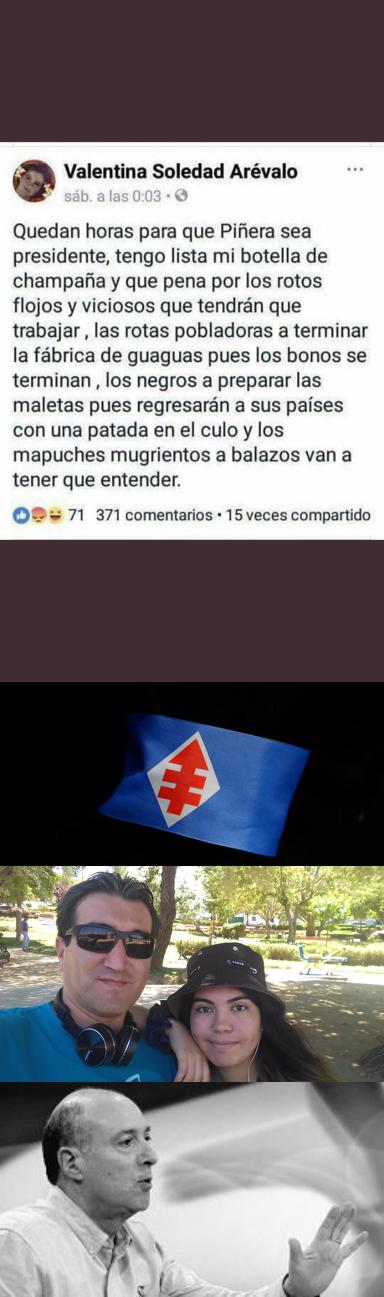 Valentina Soledad Arévalo
sáb. a las 0:03 •
Quedan horas para que Piñera sea
presidente, tengo lista mi botella de
champaña y que pena por los rotos
flojos y viciosos que tendrán que
trabajar , las rotas pobladoras a terminar
la fábrica de guaguas pues los bonos se
terminan , los negros a preparar las
maletas pues regresarán a sus países
con una patada en el culo y los
mapuches mugrientos a balazos van a
tener que entender.
71 371 comentarios • 15 veces compartido